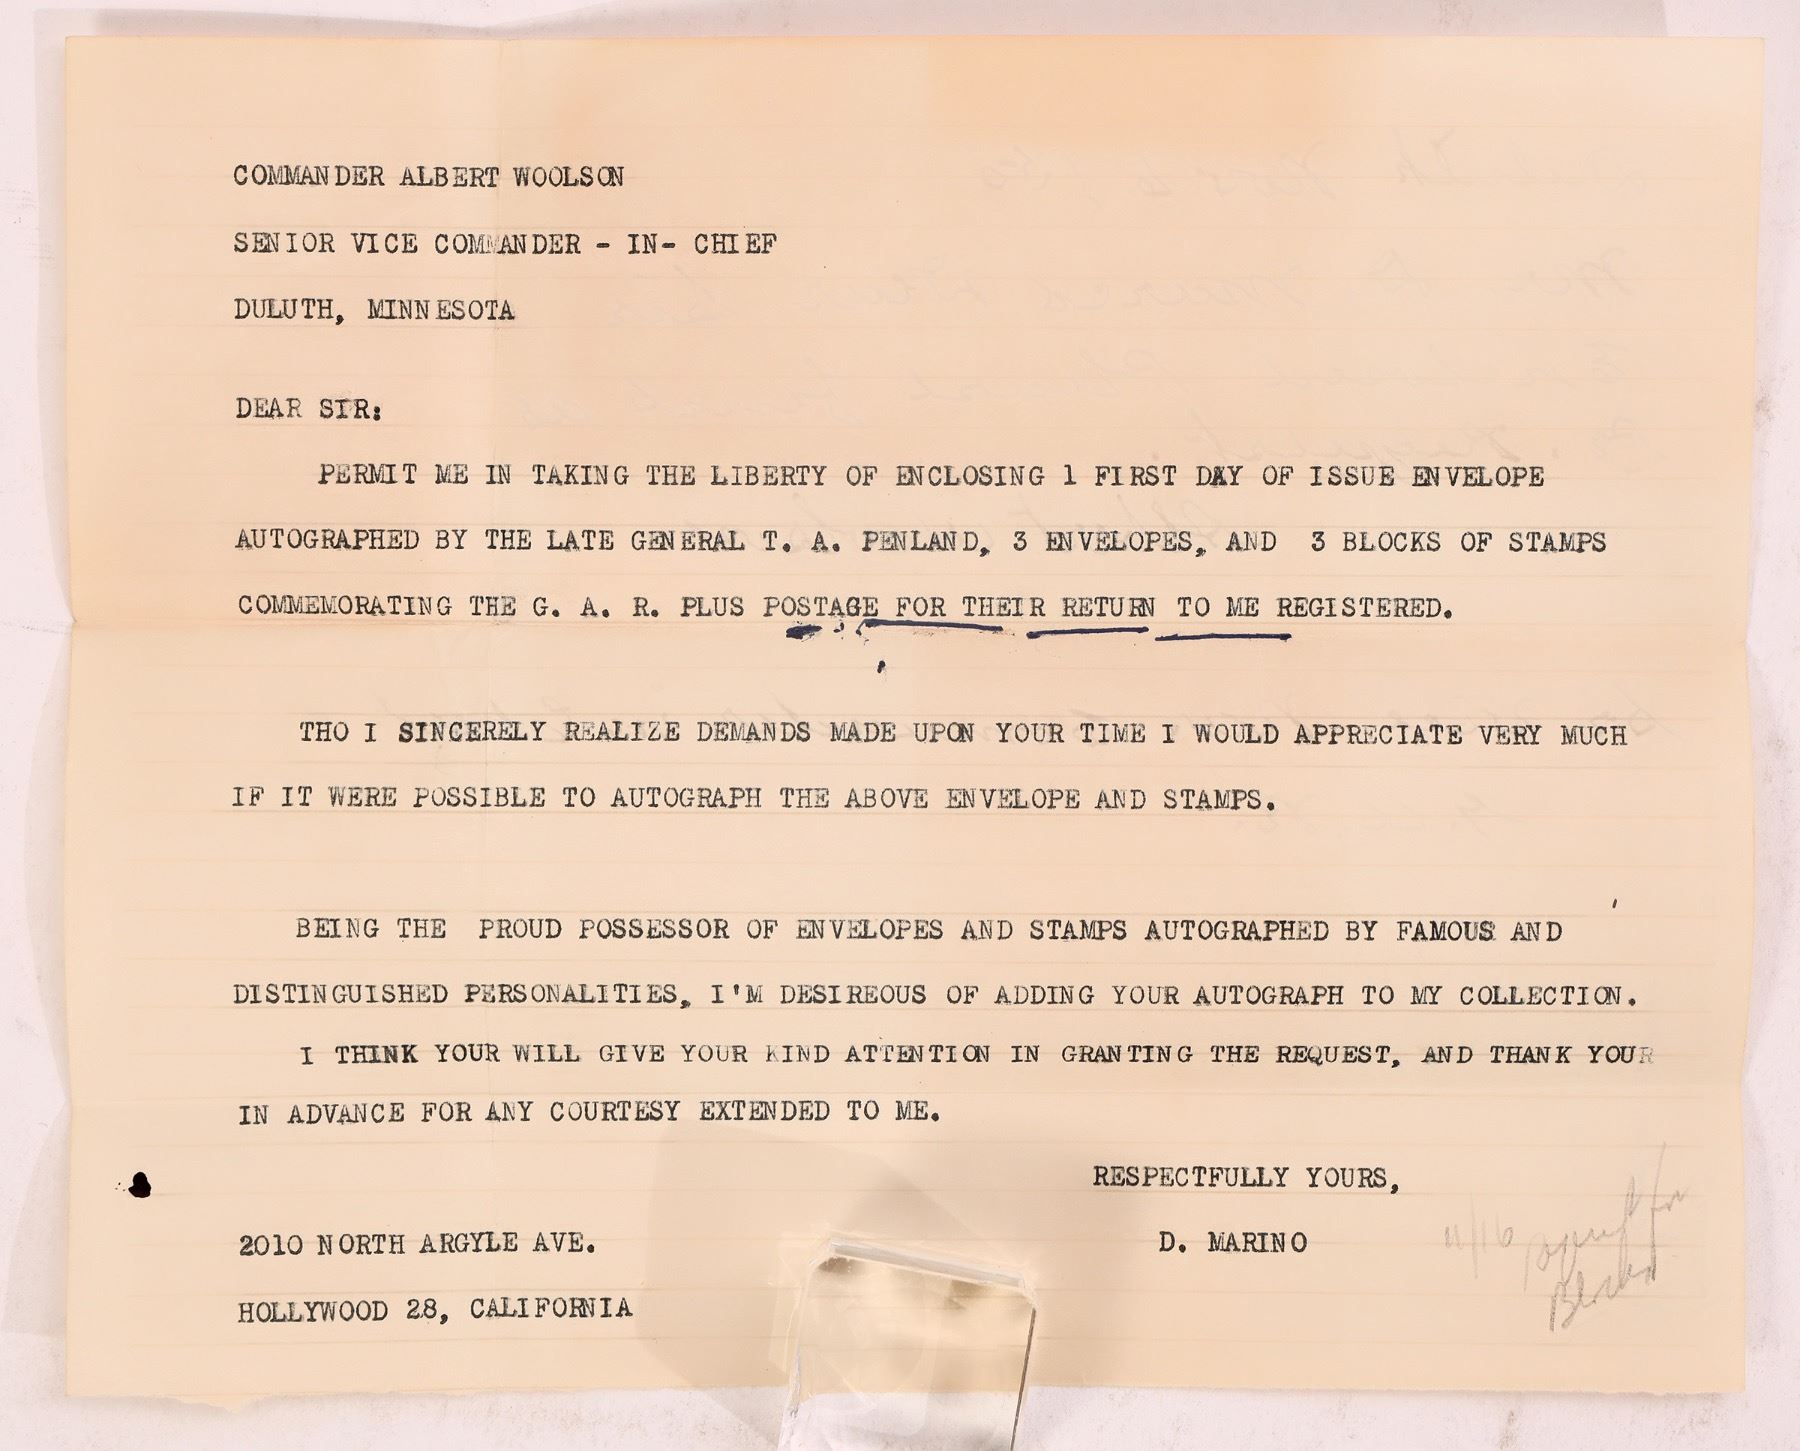 COMMANDER ALBERT WOOLSON
SENIOR VICE COMMANDER - IN- CHIEF
DULUTH, MINNESOTA
DEAR SIR:
PERMIT ME IN TAKING THE LIBERTY OF ENCLOSING 1 FIRST DAY OF ISSUE ENVELOPE
AUTOGRAPHED BY THE LATE GENERAL T. A. PENLAND, 3 ENVELOPES, AND 3 BLOCKS OF STAMPS
COMMEMORATING THE G. A. R. PLUS POSTAGE FOR THEIR RETURN TO ME REGISTERED.
THO I SINCERELY REALIZE DEMANDS MADE UPON YOUR TIME I WOULD APPRECIATE VERY MUCH
IF IT WERE POSSIBLE TO AUTOGRAPH THE ABOVE ENVELOPE AND STAMPS.
BEING THE PROUD POSSESSOR OF ENVELOPES AND STAMPS AUTOGRAPHED BY FAMOUS AND
DISTINGUISHED PERSONALITIES, I'M DESIREOUS OF ADDING YOUR AUTOGRAPH TO MY COLLECTION.
I THINK YOUR WILL GIVE YOUR KIND ATTENTION IN GRANTING THE REQUEST, AND THANK YOUR
IN ADVANCE FOR ANY COURTESY EXTENDED TO ME.
RESPECTFULLY YOURS,
2010 NORTH ARGYLE AVE. D. MARINO
HOLLYWOOD 28, CALIFORNIA
11/16
for